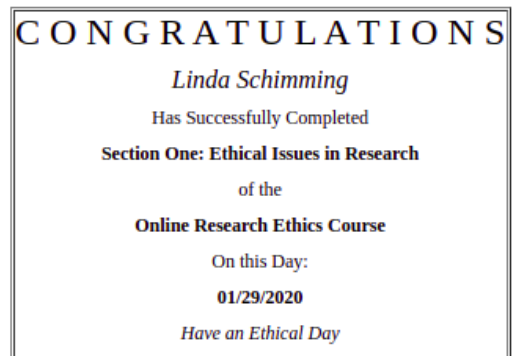 CONGRATULATIONS
Linda Schimming
Has Successfully Completed
Section One: Ethical Issues in Research
of the
Online Research Ethics Course
On this Day:
01/29/2020
Have an Ethical Day